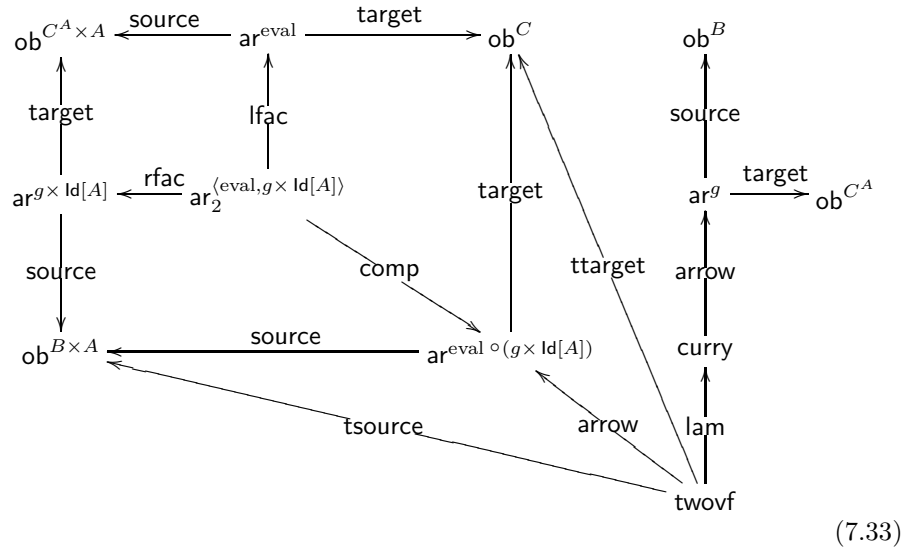 source target
ob^{C^A × A} ar^{eval} ob^C ob^B
target lfac source
target
rfac target
ar^{g × Id[A]} ar_2^{⟨eval, g × Id[A]⟩} ar^g ob^{C^A}
source comp ttarget arrow
source
ob^{B × A} ar^{eval ∘ (g × Id[A])} curry
tsource arrow lam
twovf
(7.33)